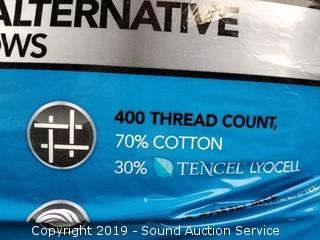 ALTERNATIVE
OWS
400 THREAD COUNT,
70% COTTON
30% TENCEL LYOCELL
Copyright 2019 - Sound Auction Service